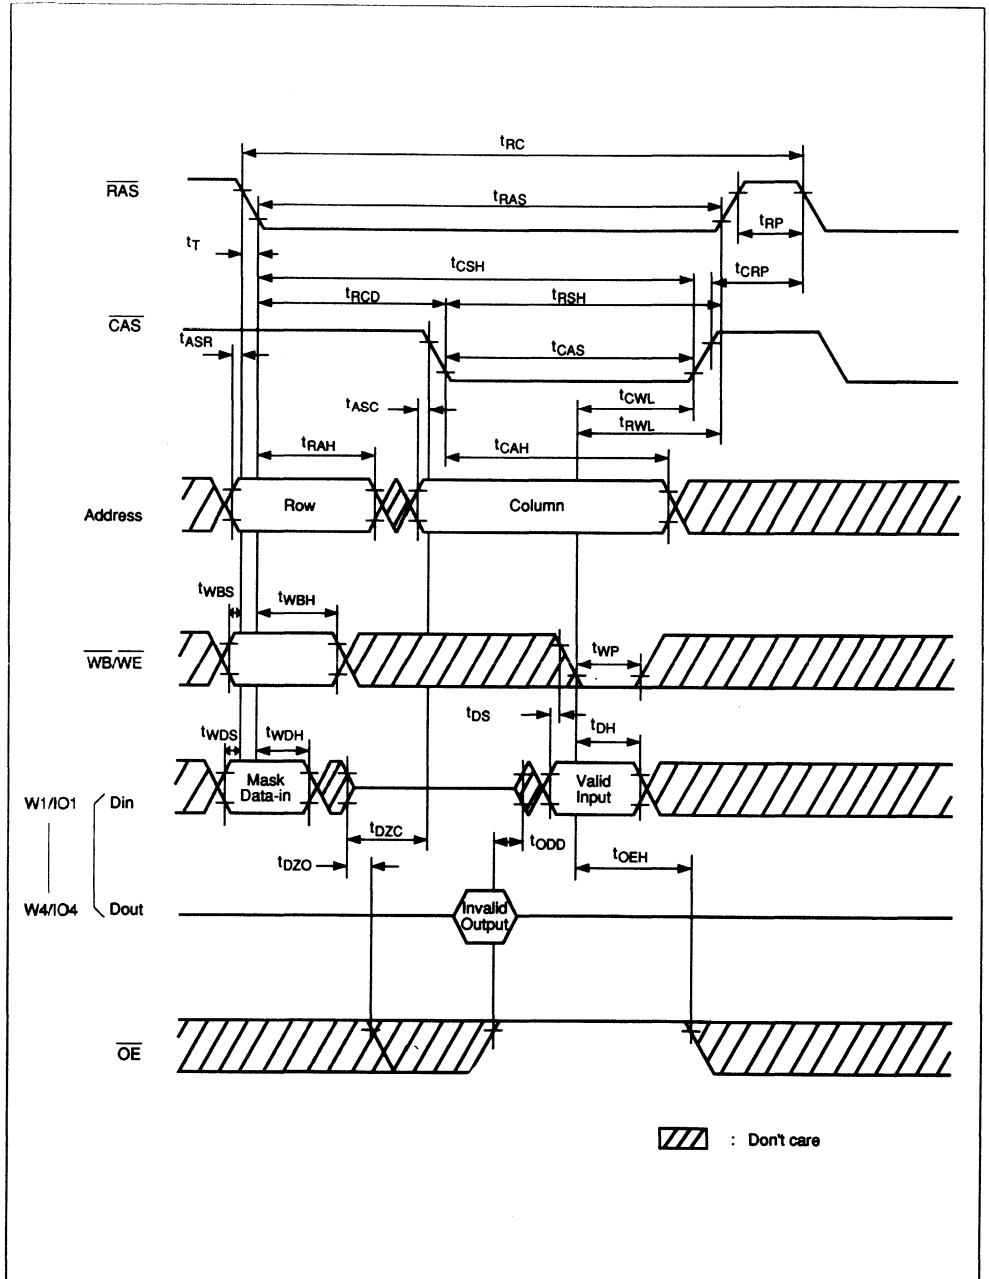 tRC
RAS
tRAS
tRP
tT
tCSH
tCRP
tRCD
tRSH
CAS
tASR
tCAS
tASC
tCWL
tRWL
tRAH
tCAH
Address
Row
Column
tWBS
tWBH
WB/WE
tWP
tDS
tDH
tWDS
tWDH
Mask
Data-in
Valid
Input
W1/IO1
Din
tDZC
tODD
tDZO
tOEH
W4/IO4
Dout
Invalid
Output
OE
: Don't care